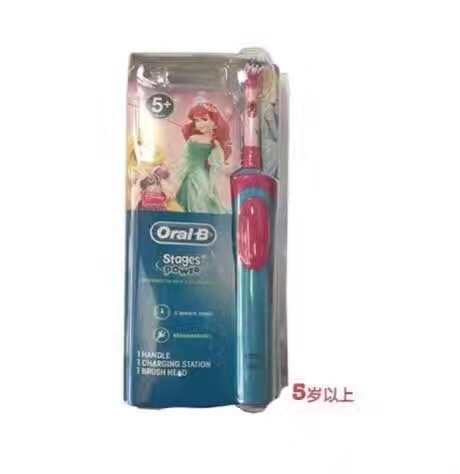 5+
Oral-B
Stages
POWER
1 HANDLE
1 CHARGING STATION
1 BRUSH HEAD
5岁以上